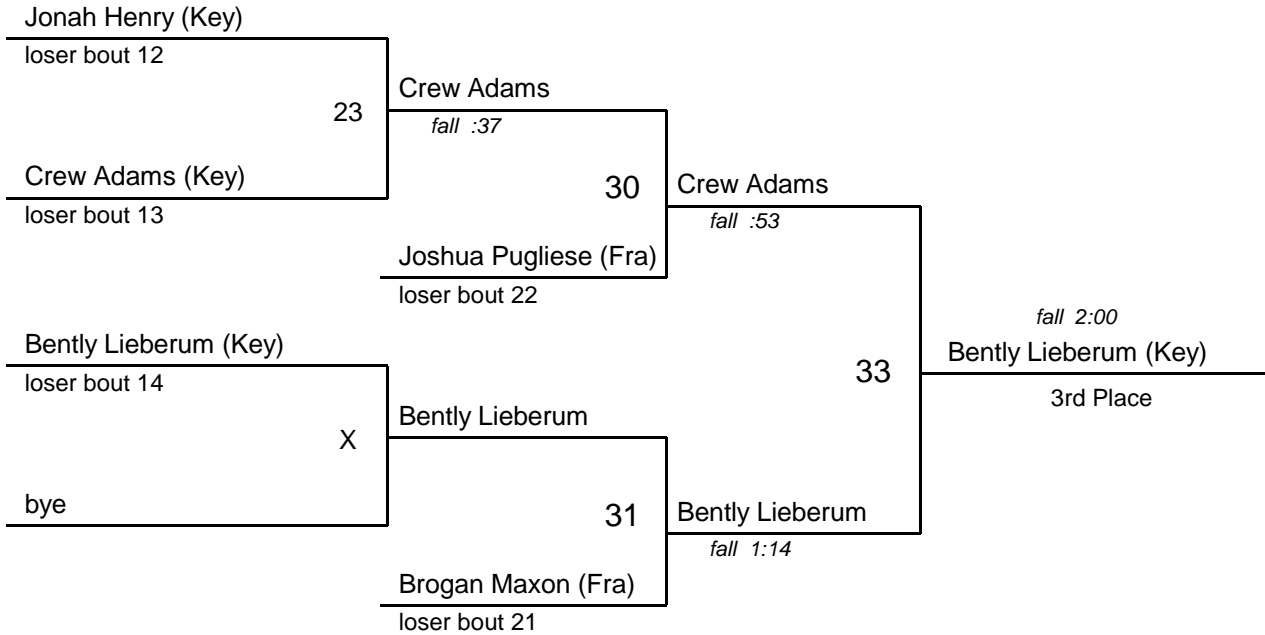 Jonah Henry (Key)
loser bout 12
23
Crew Adams
fall :37
Crew Adams (Key)
loser bout 13
30
Crew Adams
fall :53
Joshua Pugliese (Fra)
loser bout 22
Bently Lieberum (Key)
loser bout 14
33
fall 2:00
Bently Lieberum (Key)
3rd Place
X
Bently Lieberum
bye
31
Bently Lieberum
fall 1:14
Brogan Maxon (Fra)
loser bout 21